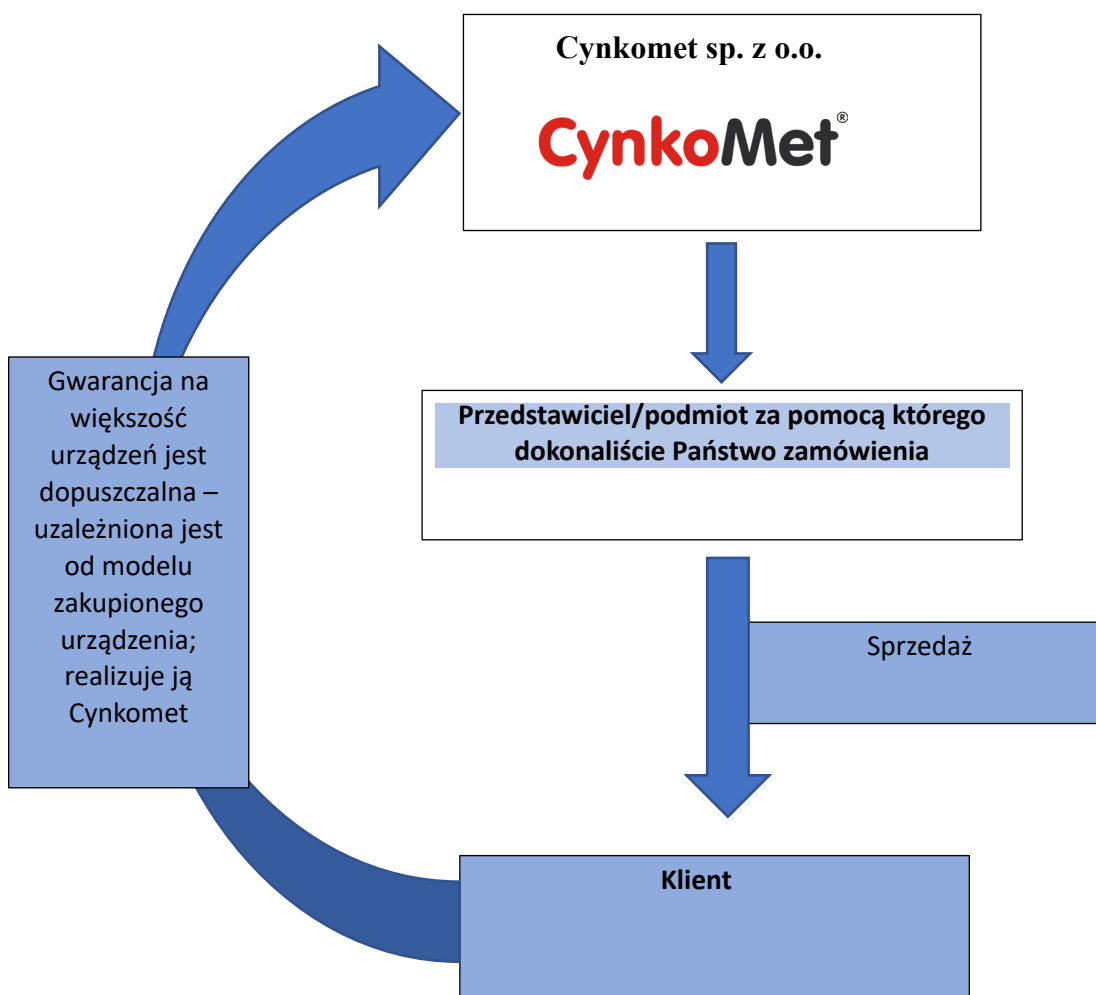 Cynkomet sp. z o.o.
CynkoMet®
Gwarancja na
większość
urządzeń jest
dopuszczalna –
uzależniona jest
od modelu
zakupionego
urządzenia;
realizuje ją
Cynkomet
Przedstawiciel/podmiot za pomocą którego
dokonaliście Państwo zamówienia
Sprzedaż
Klient